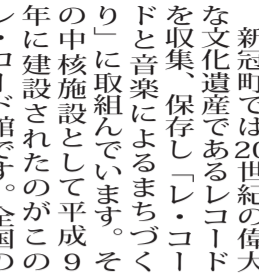 新冠町では20世紀の偉大
な文化遺産であるレコード
を収集、保存し「レ・コー
ドと音楽によるまちづく
り」に取組んでいます。そ
の中核施設として平成9
年に建設されたのがこの
レ・コード館です。全国の